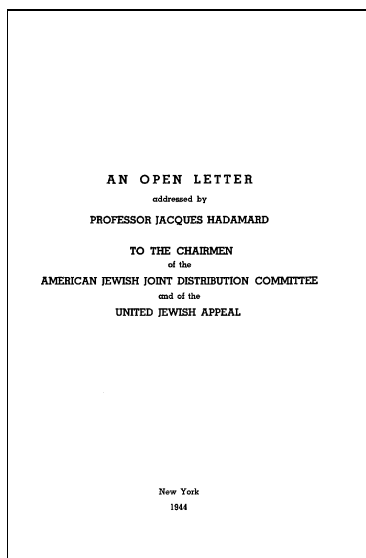 AN OPEN LETTER
addressed by
PROFESSOR JACQUES HADAMARD
TO THE CHAIRMEN
of the
AMERICAN JEWISH JOINT DISTRIBUTION COMMITTEE
and of the
UNITED JEWISH APPEAL
New York
1944